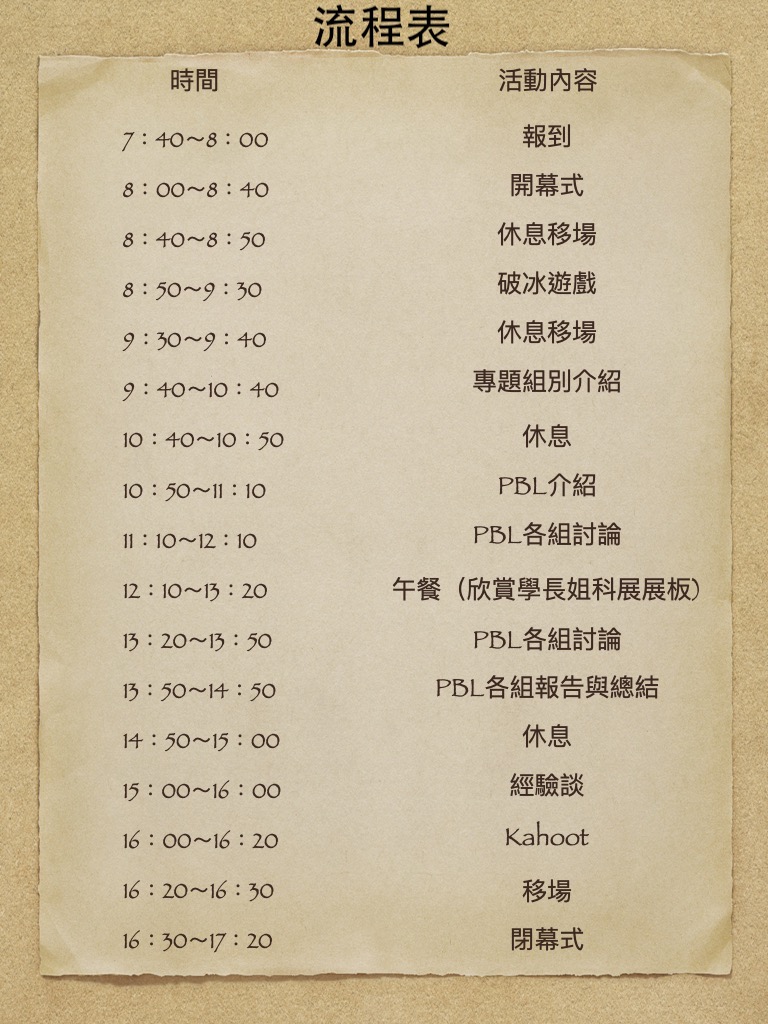 流程表
時間 活動內容
7：40～8：00 報到
8：00～8：40 開幕式
8：40～8：50 休息移場
8：50～9：30 破冰遊戲
9：30～9：40 休息移場
9：40～10：40 專題組別介紹
10：40～10：50 休息
10：50～11：10 PBL介紹
11：10～12：10 PBL各組討論
12：10～13：20 午餐（欣賞學長姐科展展板）
13：20～13：50 PBL各組討論
13：50～14：50 PBL各組報告與總結
14：50～15：00 休息
15：00～16：00 經驗談
16：00～16：20 Kahoot
16：20～16：30 移場
16：30～17：20 閉幕式